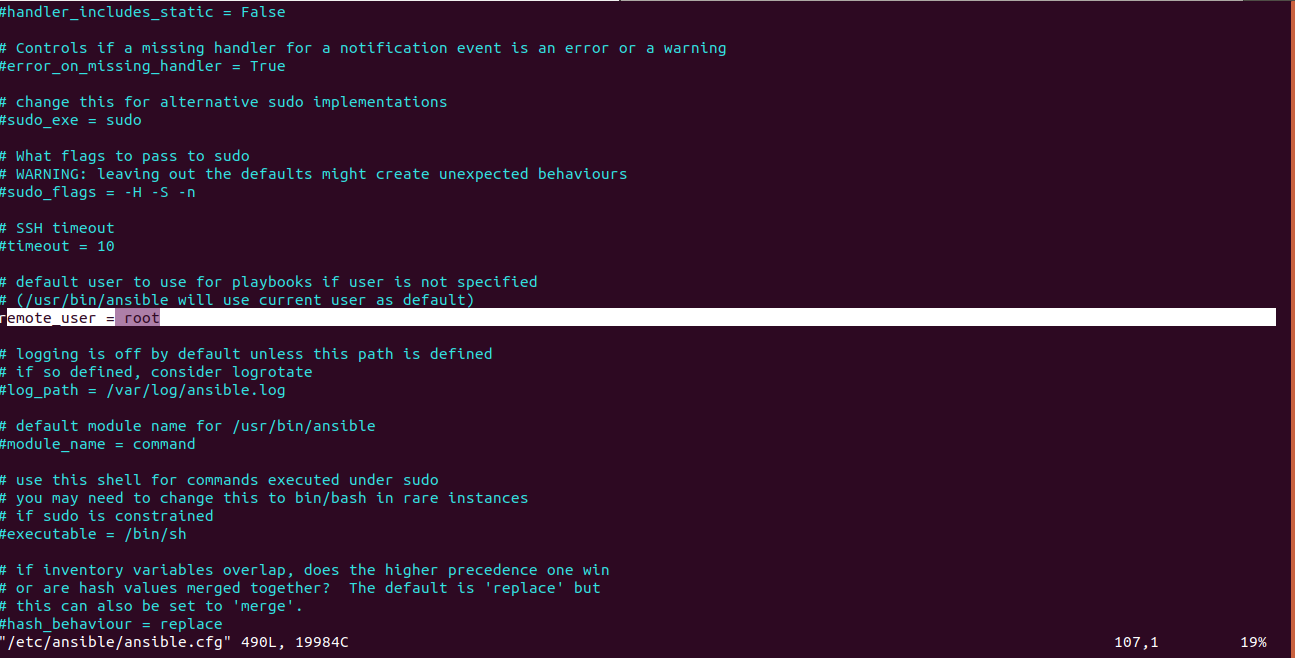 #handler_includes_static = False
# Controls if a missing handler for a notification event is an error or a warning
#error_on_missing_handler = True
# change this for alternative sudo implementations
#sudo_exe = sudo
# What flags to pass to sudo
# WARNING: leaving out the defaults might create unexpected behaviours
#sudo_flags = -H -S -n
# SSH timeout
#timeout = 10
# default user to use for playbooks if user is not specified
# (/usr/bin/ansible will use current user as default)
remote_user = root
# logging is off by default unless this path is defined
# if so defined, consider logrotate
#log_path = /var/log/ansible.log
# default module name for /usr/bin/ansible
#module_name = command
# use this shell for commands executed under sudo
# you may need to change this to bin/bash in rare instances
# if sudo is constrained
#executable = /bin/sh
# if inventory variables overlap, does the higher precedence one win
# or are hash values merged together?  The default is 'replace' but
# this can also be set to 'merge'.
#hash_behaviour = replace
"/etc/ansible/ansible.cfg" 490L, 19984C 107,1 19%